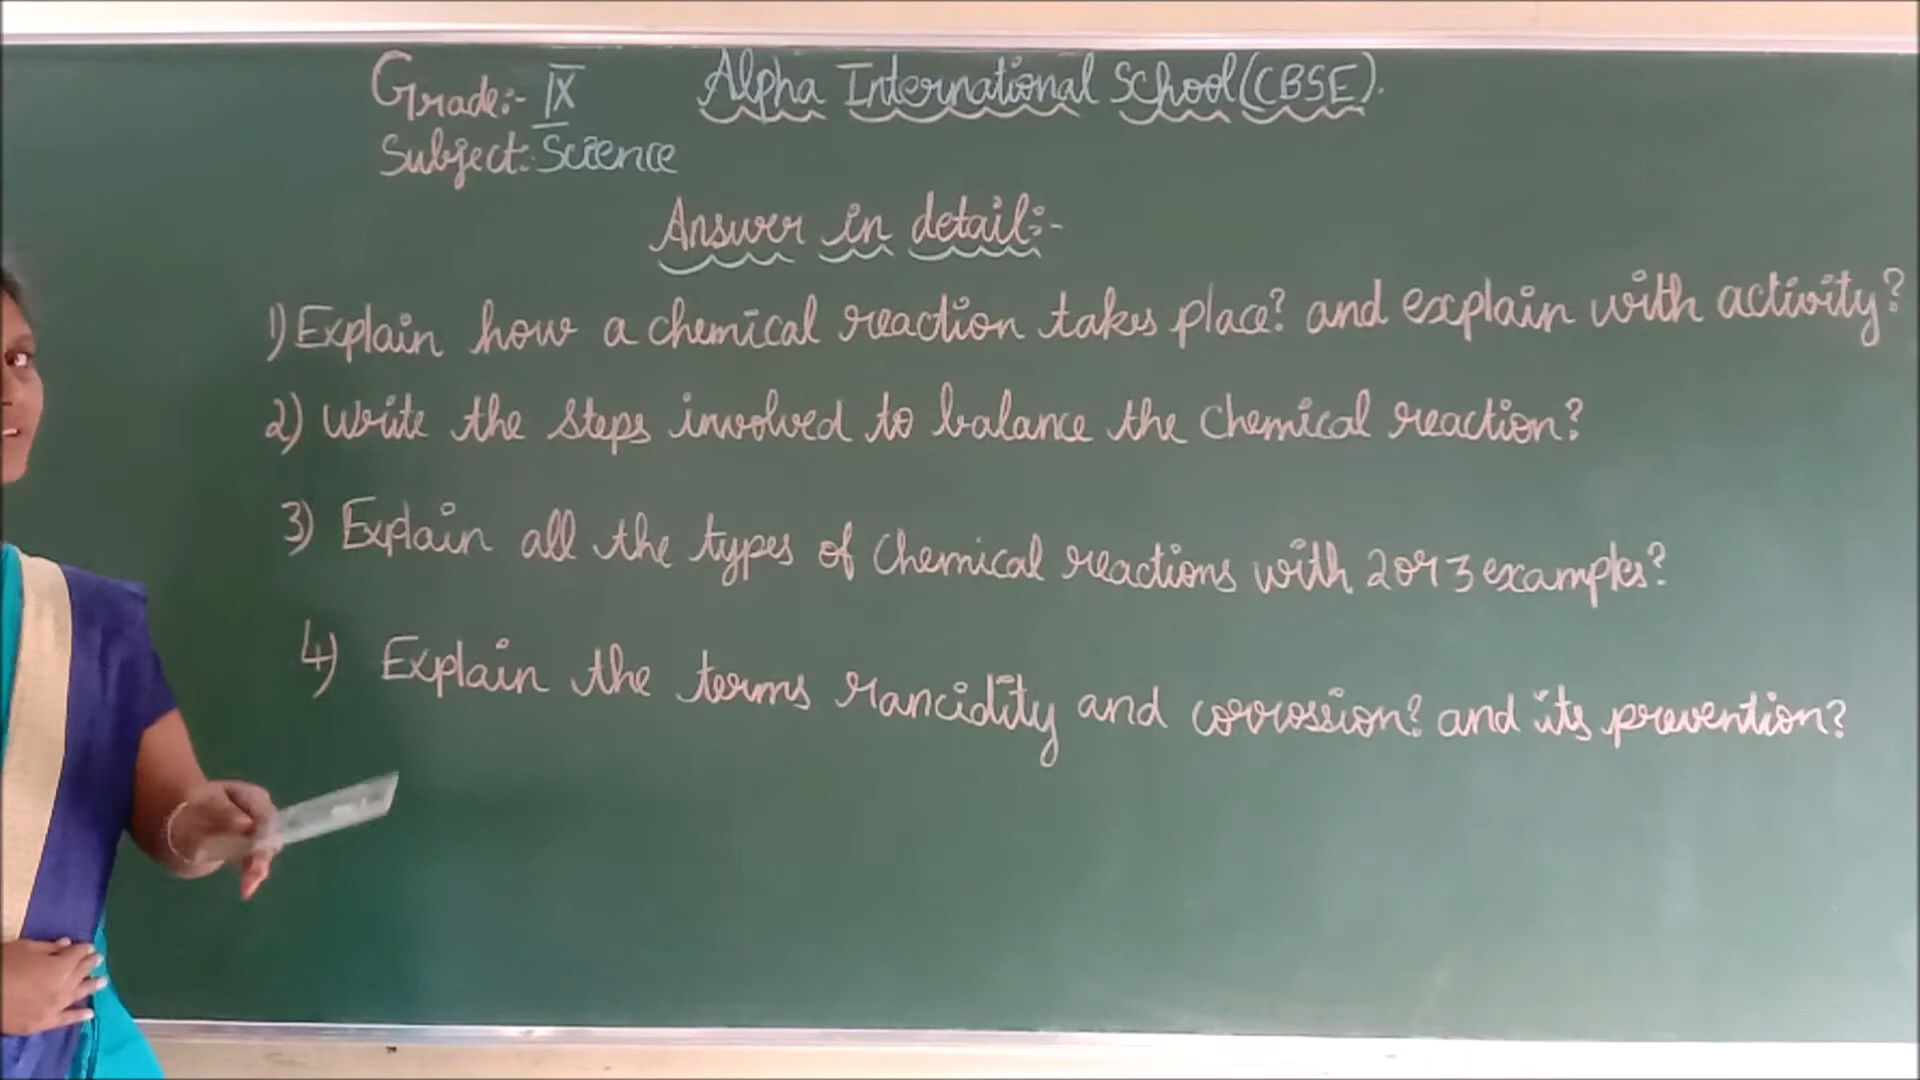 Grade:- IX Alpha International School(CBSE).
Subject:- Science
Answer in detail:-
1) Explain how a chemical reaction takes place? and explain with activity?
2) Write the steps involved to balance the chemical reaction?
3) Explain all the types of chemical reactions with 2 or 3 examples?
4) Explain the terms rancidity and corrossion? and its prevention?